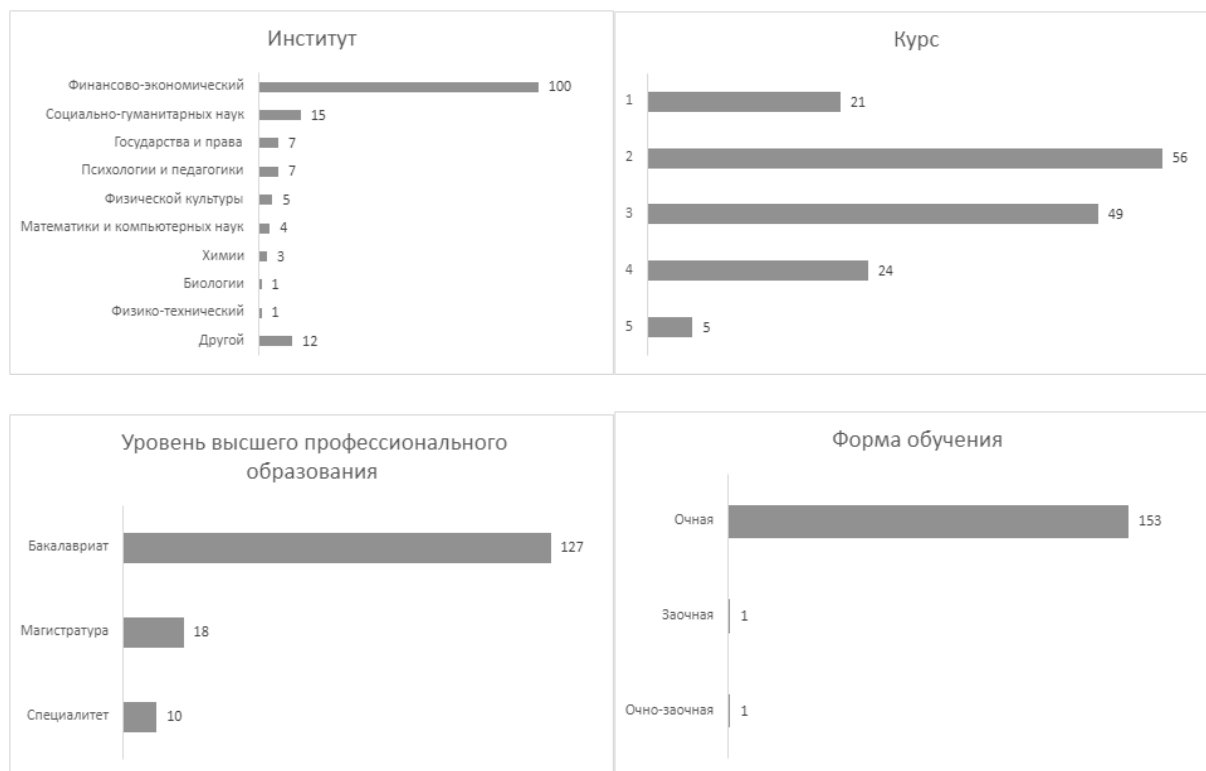 Институт
Финансово-экономический 100
Социально-гуманитарных наук 15
Государства и права 7
Психологии и педагогики 7
Физической культуры 5
Математики и компьютерных наук 4
Химии 3
Биологии 1
Физико-технический 1
Другой 12
Курс
1 21
2 56
3 49
4 24
5 5
Уровень высшего профессионального
образования
Бакалавриат 127
Магистратура 18
Специалитет 10
Форма обучения
Очная 153
Заочная 1
Очно-заочная 1